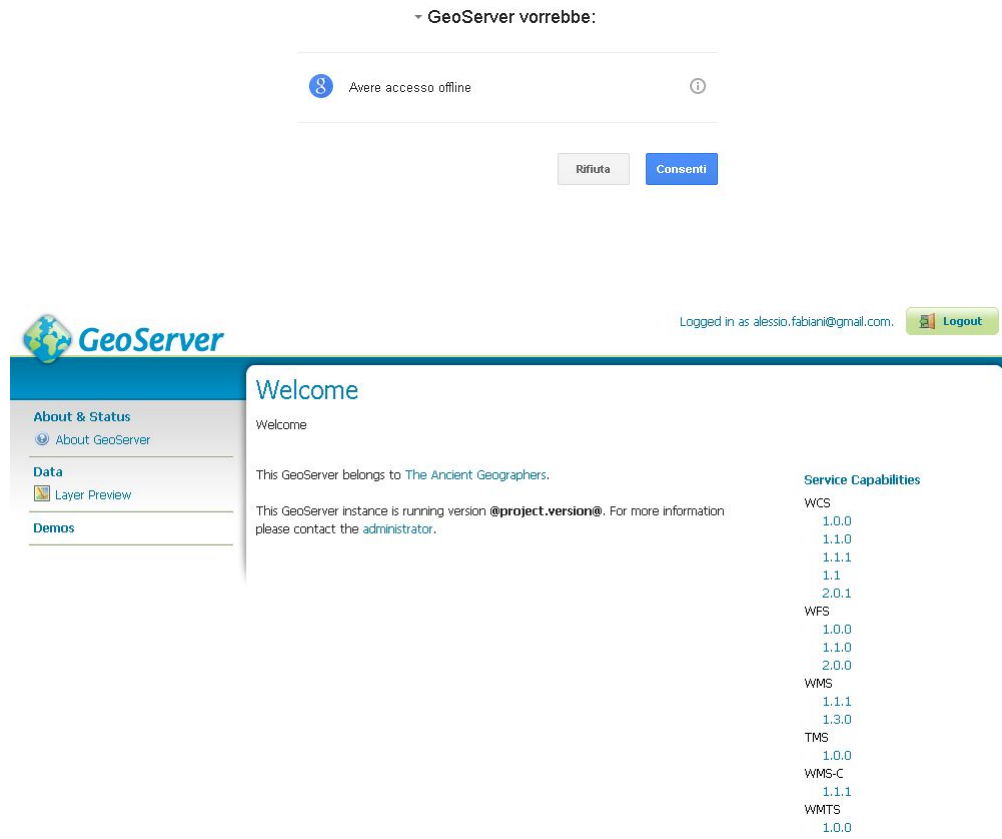 GeoServer vorrebbe:
Avere accesso offline
Rifiuta
Consenti
GeoServer
Logged in as alessio.fabiani@gmail.com.
Logout
About & Status
About GeoServer
Data
Layer Preview
Demos
Welcome
Welcome
This GeoServer belongs to The Ancient Geographers.
This GeoServer instance is running version @project.version@. For more information
please contact the administrator.
Service Capabilities
WCS
1.0.0
1.1.0
1.1.1
1.1
2.0.1
WFS
1.0.0
1.1.0
2.0.0
WMS
1.1.1
1.3.0
TMS
1.0.0
WMS-C
1.1.1
WMTS
1.0.0